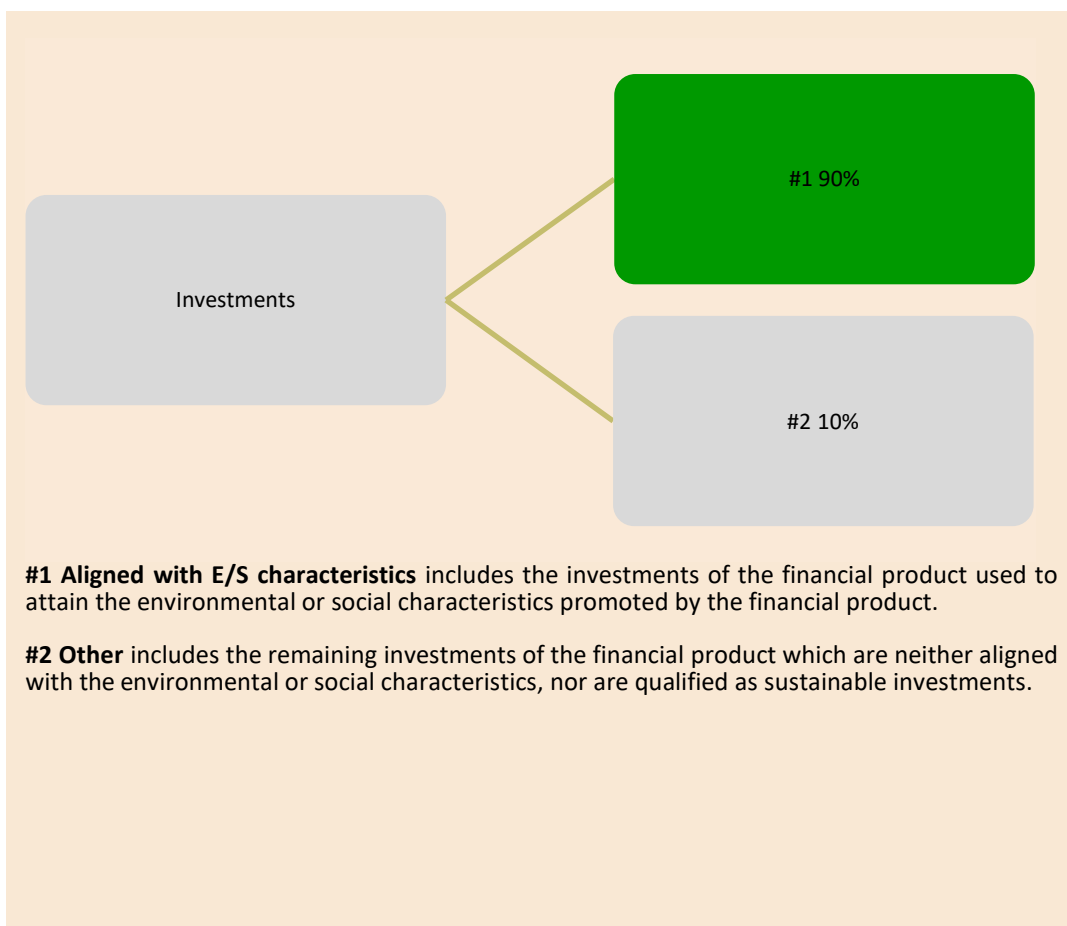 #1 90%
Investments
#2 10%
#1 Aligned with E/S characteristics includes the investments of the financial product used to
attain the environmental or social characteristics promoted by the financial product.
#2 Other includes the remaining investments of the financial product which are neither aligned
with the environmental or social characteristics, nor are qualified as sustainable investments.